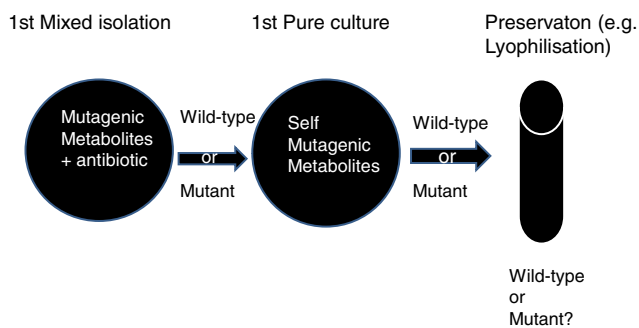 1st Mixed isolation
1st Pure culture
Preservaton (e.g.
Lyophilisation)
Mutagenic
Metabolites
+ antibiotic
Wild-type
or
Mutant
Self
Mutagenic
Metabolites
Wild-type
or
Mutant
Wild-type
or
Mutant?